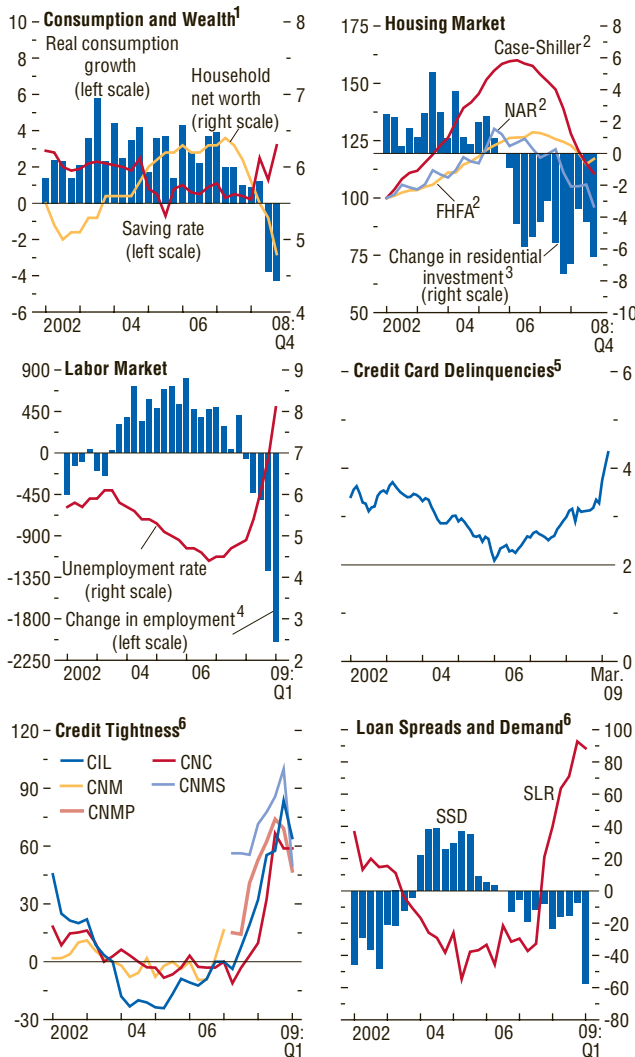 Consumption and Wealth1
Real consumption
growth
(left scale)
Household
net worth
(right scale)
Saving rate
(left scale)
10
8
6
4
2
0
-2
-4
-6
8
7
6
5
4
2002 04 06 08:
Q4
Housing Market
Case-Shiller2
NAR2
FHFA2
Change in residential
investment3
(right scale)
175
150
125
100
75
50
8
6
4
2
0
-2
-4
-6
-8
-10
2002 04 06 08
Q4
Labor Market
Unemployment rate
(right scale)
Change in employment4
(left scale)
900
450
0
-450
-900
-1350
-1800
-2250
9
8
7
6
5
4
3
2
2002 04 06 09:
Q1
Credit Card Delinquencies5
6
4
2
0
2002 04 06 Mar.
09
Credit Tightness6
CIL CNC
CNM CNMS
CNMP
120
90
60
30
0
-30
2002 04 06 09:
Q1
Loan Spreads and Demand6
SSD
SLR
100
80
60
40
20
0
-20
-40
-60
-80
2002 04 06 09:
Q1